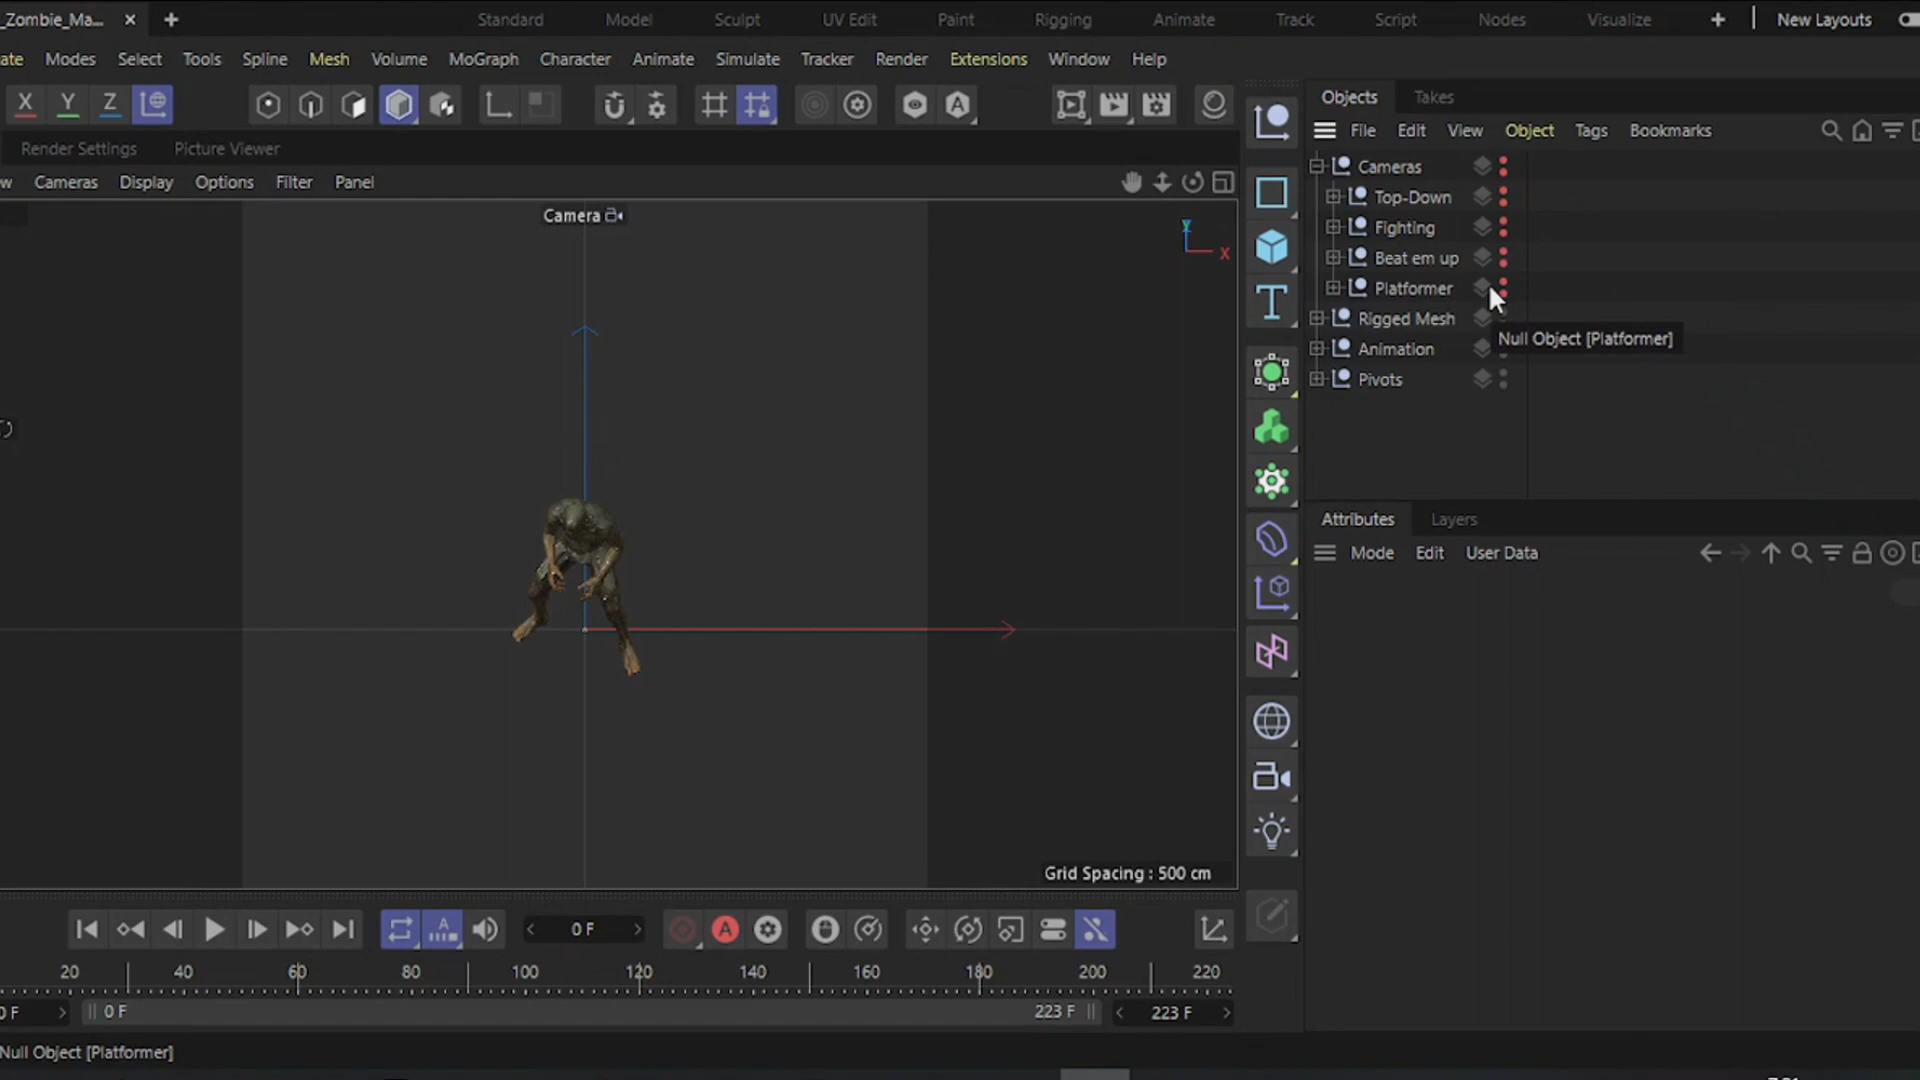 _Zombie_Ma...
Standard
Model
Sculpt
UV Edit
Paint
Rigging
Animate
Track
Script
Nodes
Visualize
New Layouts
ate
Modes
Select
Tools
Spline
Mesh
Volume
MoGraph
Character
Animate
Simulate
Tracker
Render
Extensions
Window
Help
X
Y
Z
A
Objects
Takes
File
Edit
View
Object
Tags
Bookmarks
Render Settings
Picture Viewer
w
Cameras
Display
Options
Filter
Panel
Camera
Y
X
T
Cameras
Top-Down
Fighting
Beat em up
Platformer
Rigged Mesh
Animation
Pivots
Null Object [Platformer]
Attributes
Layers
Mode
Edit
User Data
Grid Spacing : 500 cm
A
0 F
A
20
40
60
80
100
120
140
160
180
200
220
0 F
0 F
223 F
223 F
Null Object [Platformer]